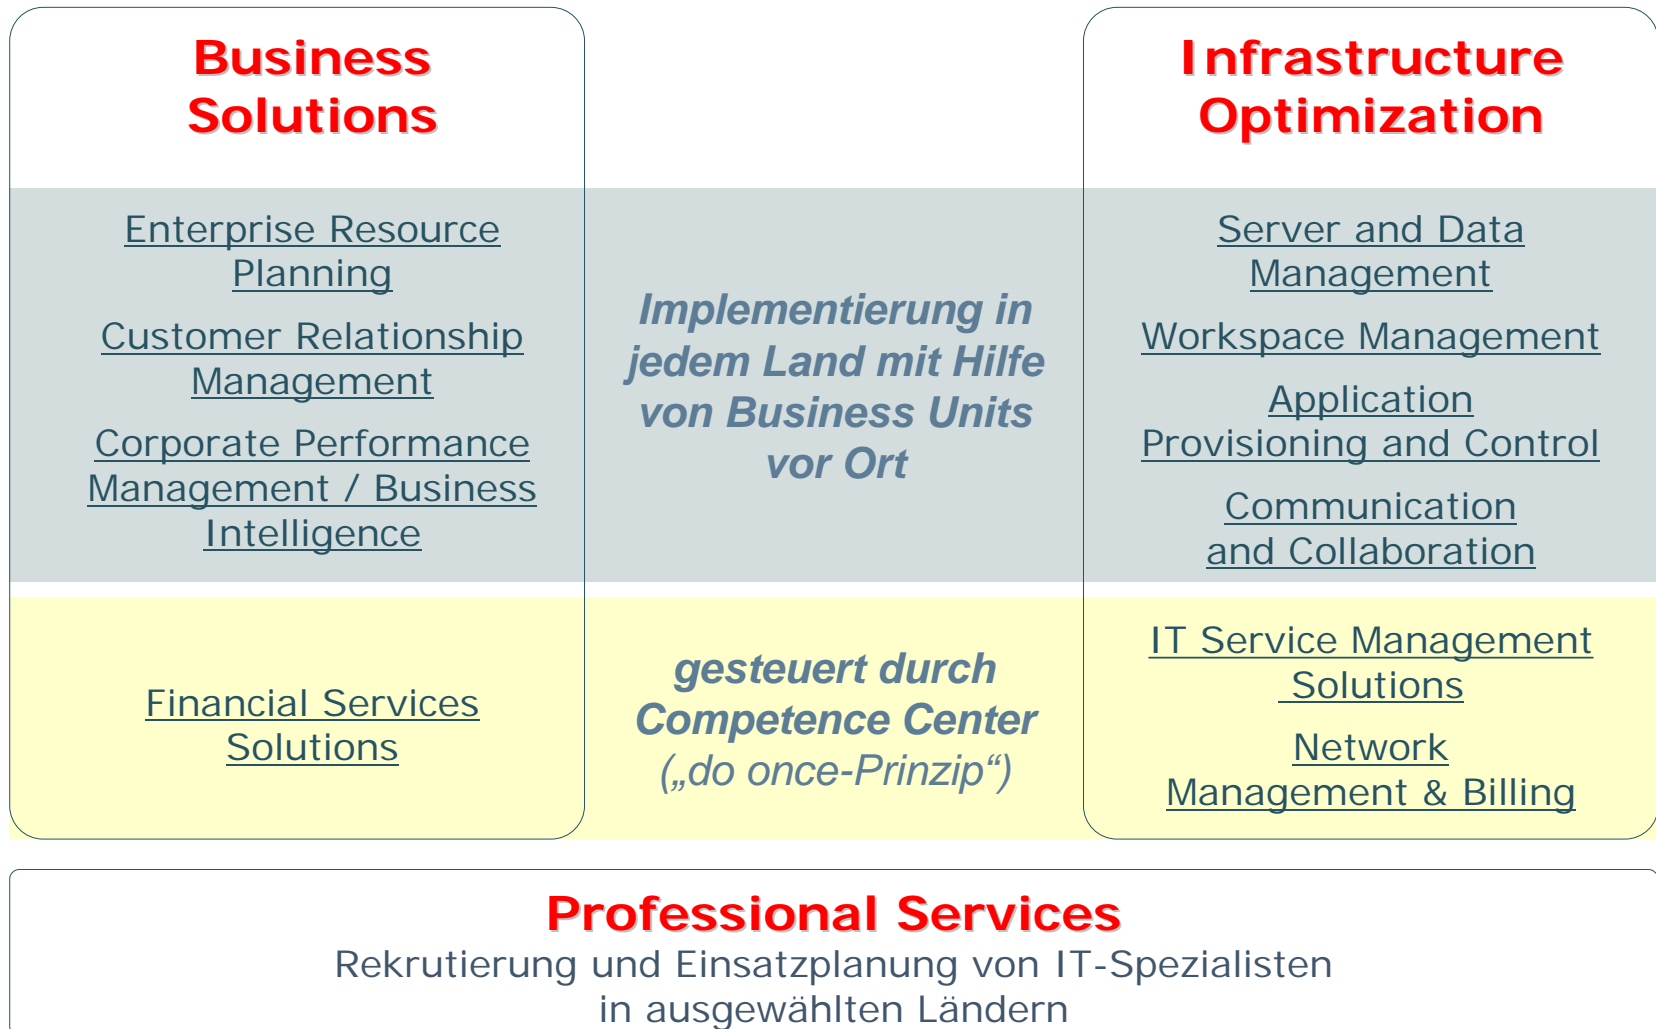 Business
Solutions
Enterprise Resource
Planning
Customer Relationship
Management
Corporate Performance
Management / Business
Intelligence
Financial Services
Solutions
Implementierung in
jedem Land mit Hilfe
von Business Units
vor Ort
gesteuert durch
Competence Center
(„do once-Prinzip“)
Infrastructure
Optimization
Server and Data
Management
Workspace Management
Application
Provisioning and Control
Communication
and Collaboration
IT Service Management
Solutions
Network
Management & Billing
Professional Services
Rekrutierung und Einsatzplanung von IT-Spezialisten
in ausgewählten Ländern